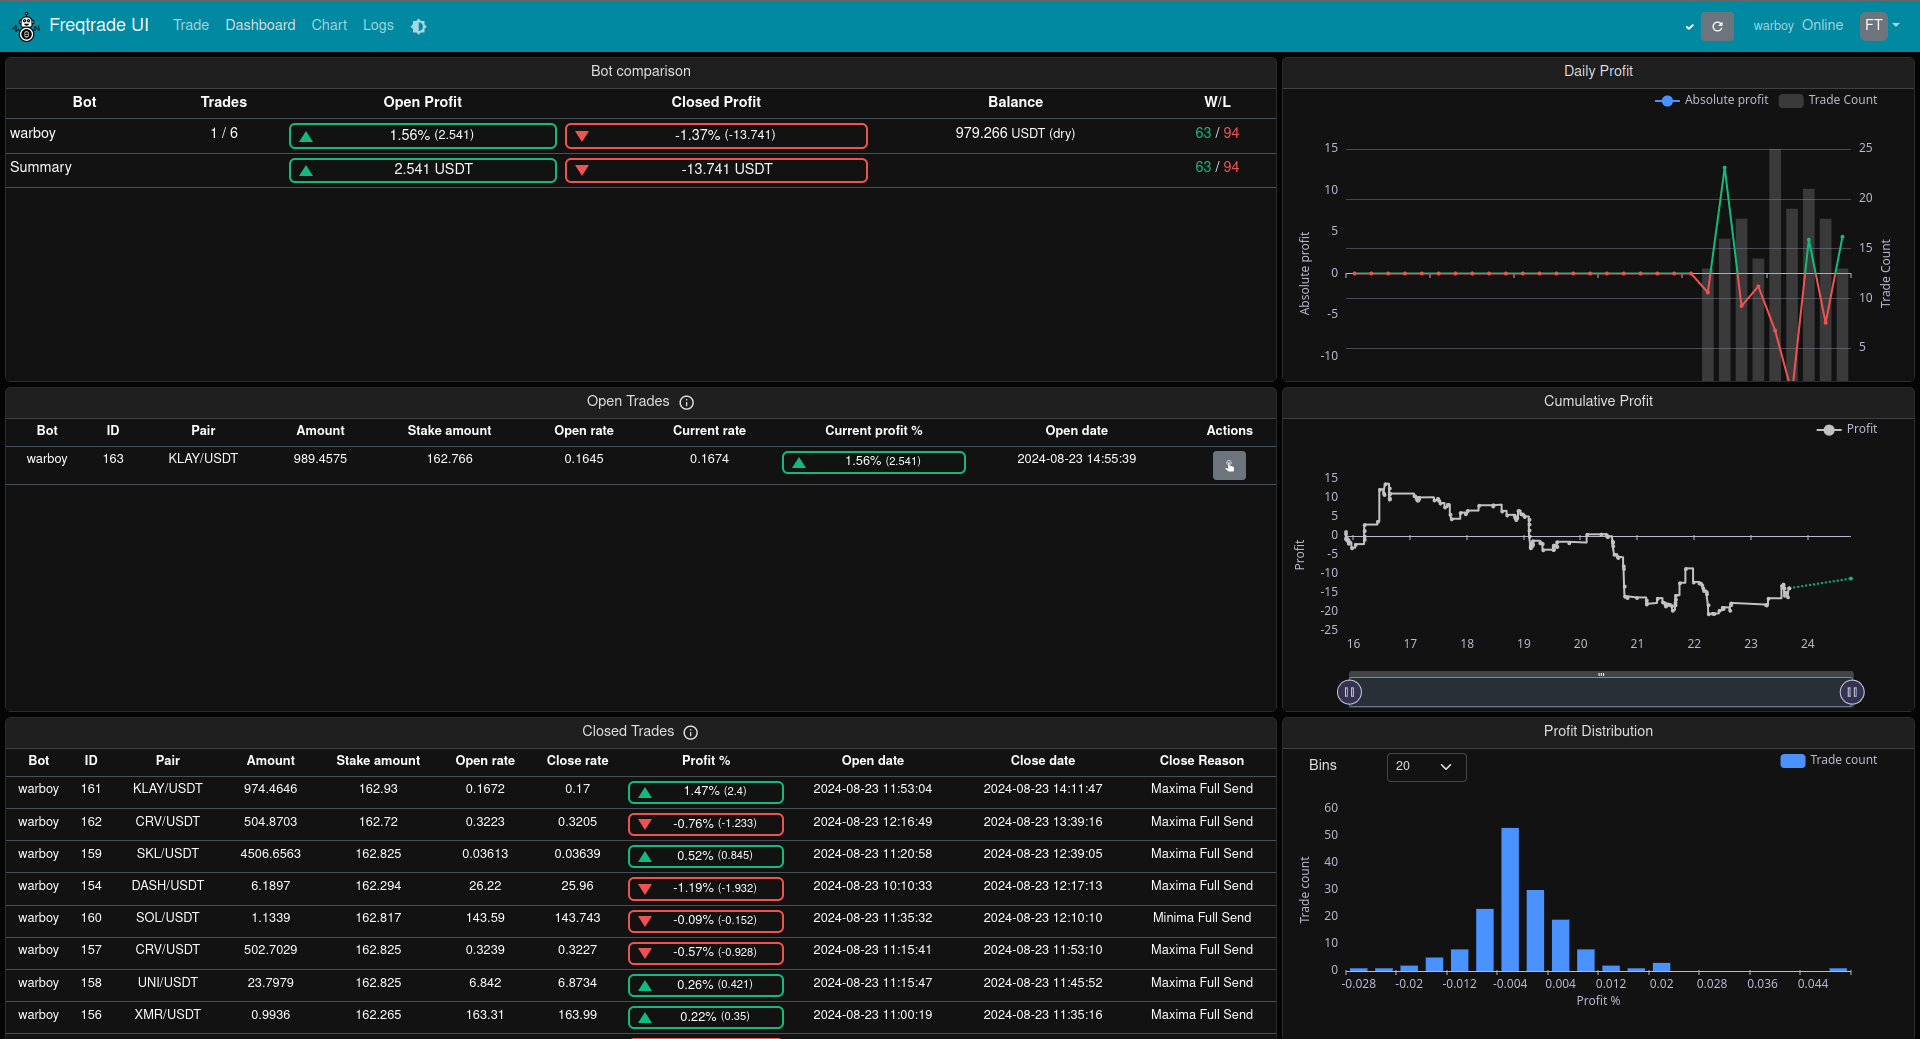 Freqtrade UI Trade Dashboard Chart Logs warboy Online FT
Bot comparison
Bot Trades Open Profit Closed Profit Balance W/L
warboy 1 / 6 1.56% (2.541) -1.37% (-13.741) 979.266 USDT (dry) 63 / 94
Summary 2.541 USDT -13.741 USDT 63 / 94
Daily Profit
Absolute profit Trade Count
15 25
10 20
5 15
0 10
-5 5
-10
Absolute profit
Trade Count
Open Trades
Bot ID Pair Amount Stake amount Open rate Current rate Current profit % Open date Actions
warboy 163 KLAY/USDT 989.4575 162.766 0.1645 0.1674 1.56% (2.541) 2024-08-23 14:55:39
Cumulative Profit
Profit
15
10
5
0
-5
-10
-15
-20
-25
Profit
16 17 18 19 20 21 22 23 24
Closed Trades
Bot ID Pair Amount Stake amount Open rate Close rate Profit % Open date Close date Close Reason
warboy 161 KLAY/USDT 974.4646 162.93 0.1672 0.17 1.47% (2.4) 2024-08-23 11:53:04 2024-08-23 14:11:47 Maxima Full Send
warboy 162 CRV/USDT 504.8703 162.72 0.3223 0.3205 -0.76% (-1.233) 2024-08-23 12:16:49 2024-08-23 13:39:16 Maxima Full Send
warboy 159 SKL/USDT 4506.6563 162.825 0.03613 0.03639 0.52% (0.845) 2024-08-23 11:20:58 2024-08-23 12:39:05 Maxima Full Send
warboy 154 DASH/USDT 6.1897 162.294 26.22 25.96 -1.19% (-1.932) 2024-08-23 10:10:33 2024-08-23 12:17:13 Maxima Full Send
warboy 160 SOL/USDT 1.1339 162.817 143.59 143.743 -0.09% (-0.152) 2024-08-23 11:35:32 2024-08-23 12:10:10 Minima Full Send
warboy 157 CRV/USDT 502.7029 162.825 0.3239 0.3227 -0.57% (-0.928) 2024-08-23 11:15:41 2024-08-23 11:53:10 Maxima Full Send
warboy 158 UNI/USDT 23.7979 162.825 6.842 6.8734 0.26% (0.421) 2024-08-23 11:15:47 2024-08-23 11:45:52 Maxima Full Send
warboy 156 XMR/USDT 0.9936 162.265 163.31 163.99 0.22% (0.35) 2024-08-23 11:00:19 2024-08-23 11:35:16 Maxima Full Send
Profit Distribution
Bins 20 Trade count
60
50
40
30
20
10
0
Trade count
-0.028 -0.02 -0.012 -0.004 0.004 0.012 0.02 0.028 0.036 0.044
Profit %